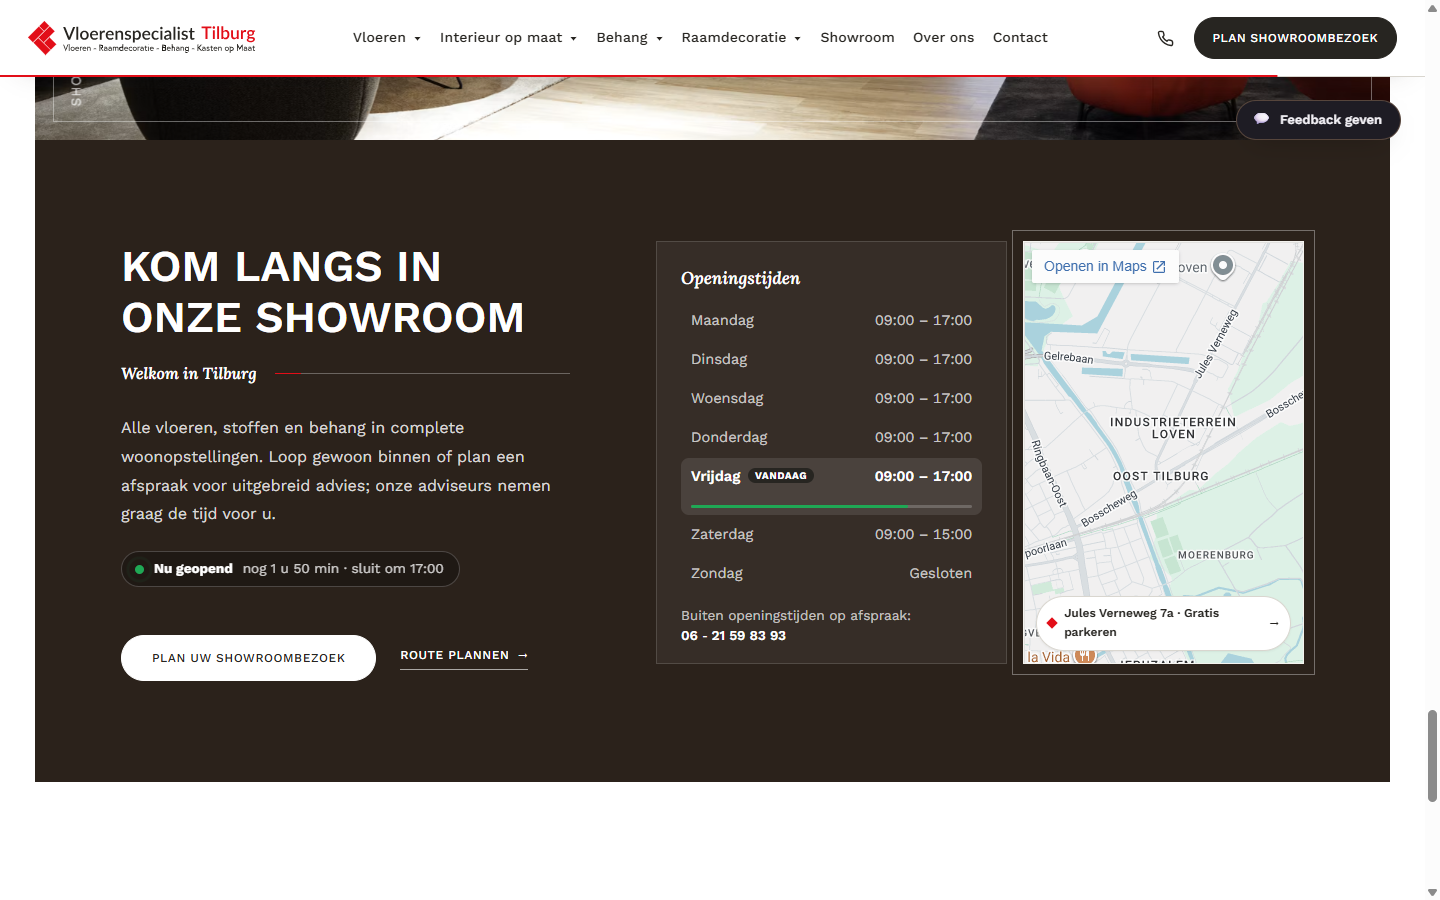 Vloerenspecialist Tilburg
Vloeren - Raamdecoratie - Behang - Kasten op Maat
Vloeren
Interieur op maat
Behang
Raamdecoratie
Showroom
Over ons
Contact
PLAN SHOWROOMBEZOEK
SHO
Feedback geven
KOM LANGS IN
ONZE SHOWROOM
Welkom in Tilburg
Alle vloeren, stoffen en behang in complete
woonopstellingen. Loop gewoon binnen of plan een
afspraak voor uitgebreid advies; onze adviseurs nemen
graag de tijd voor u.
Nu geopend nog 1 u 50 min · sluit om 17:00
PLAN UW SHOWROOMBEZOEK
ROUTE PLANNEN →
Openingstijden
Maandag 09:00 – 17:00
Dinsdag 09:00 – 17:00
Woensdag 09:00 – 17:00
Donderdag 09:00 – 17:00
Vrijdag VANDAAG 09:00 – 17:00
Zaterdag 09:00 – 15:00
Zondag Gesloten
Buiten openingstijden op afspraak:
06 - 21 59 83 93
Openen in Maps
oven
Jules Verneweg
Gelrebaan
Bossche
INDUSTRIETERREIN
LOVEN
Ringbaan-Oost
OOST TILBURG
Bosscheweg
poorlaan
MOERENBURG
Jules Verneweg 7a · Gratis
parkeren →
la Vida